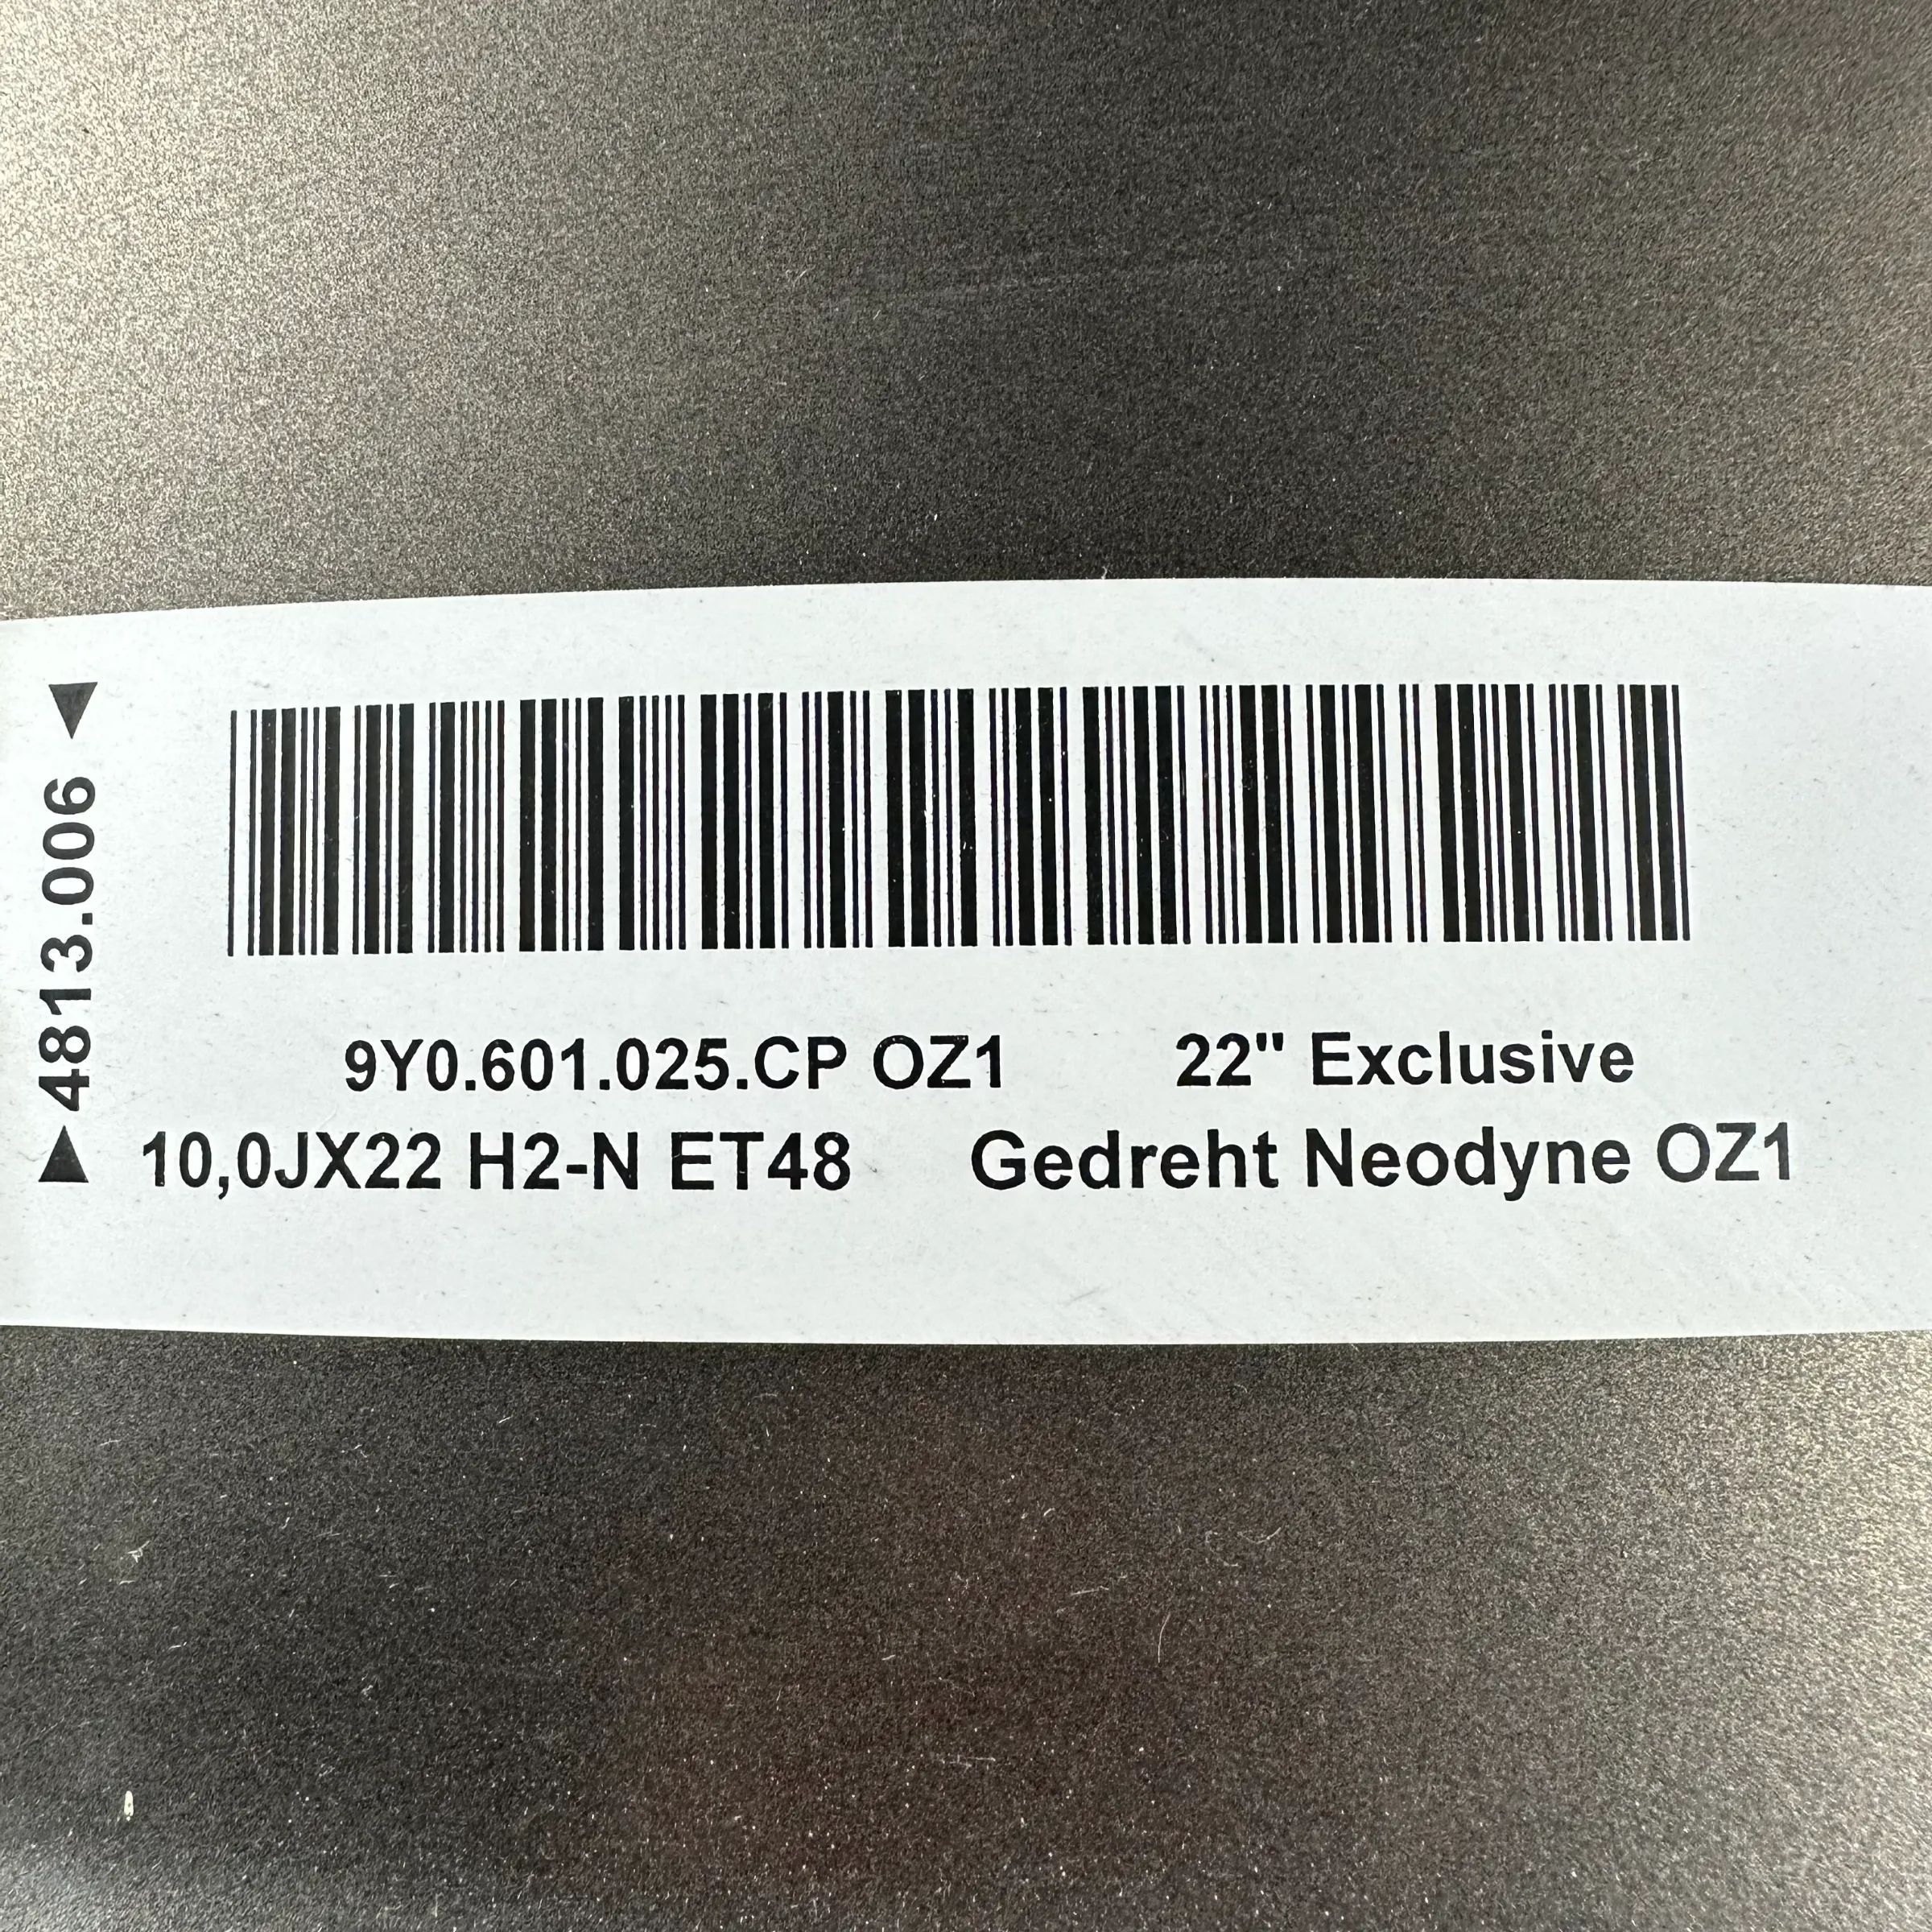 ▲4813.006 ▲
9Y0.601.025.CP OZ1 22" Exclusive
10,0JX22 H2-N ET48 Gedreht Neodyne OZ1